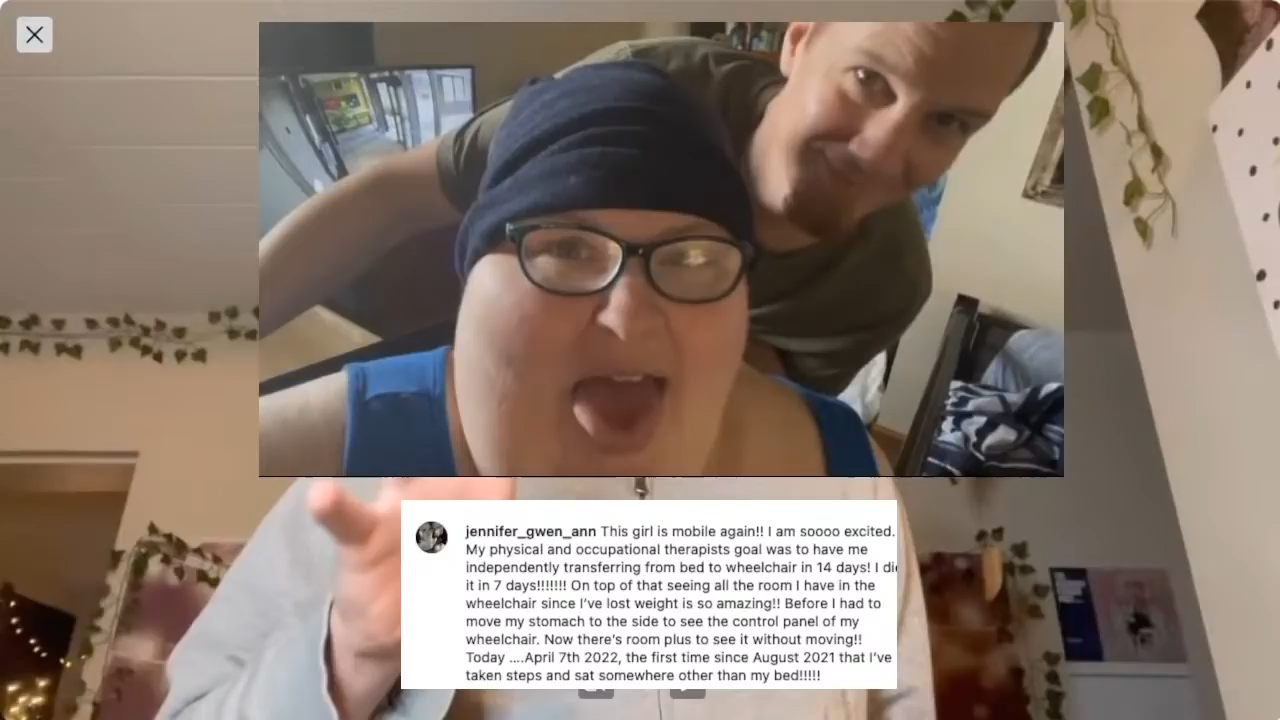 jennifer_gwen_ann This girl is mobile again!! I am soooo excited.
My physical and occupational therapists goal was to have me
independently transferring from bed to wheelchair in 14 days! I di
it in 7 days!!!!!!! On top of that seeing all the room I have in the
wheelchair since I've lost weight is so amazing!! Before I had to
move my stomach to the side to see the control panel of my
wheelchair. Now there's room plus to see it without moving!!
Today ....April 7th 2022, the first time since August 2021 that I've
taken steps and sat somewhere other than my bed!!!!!